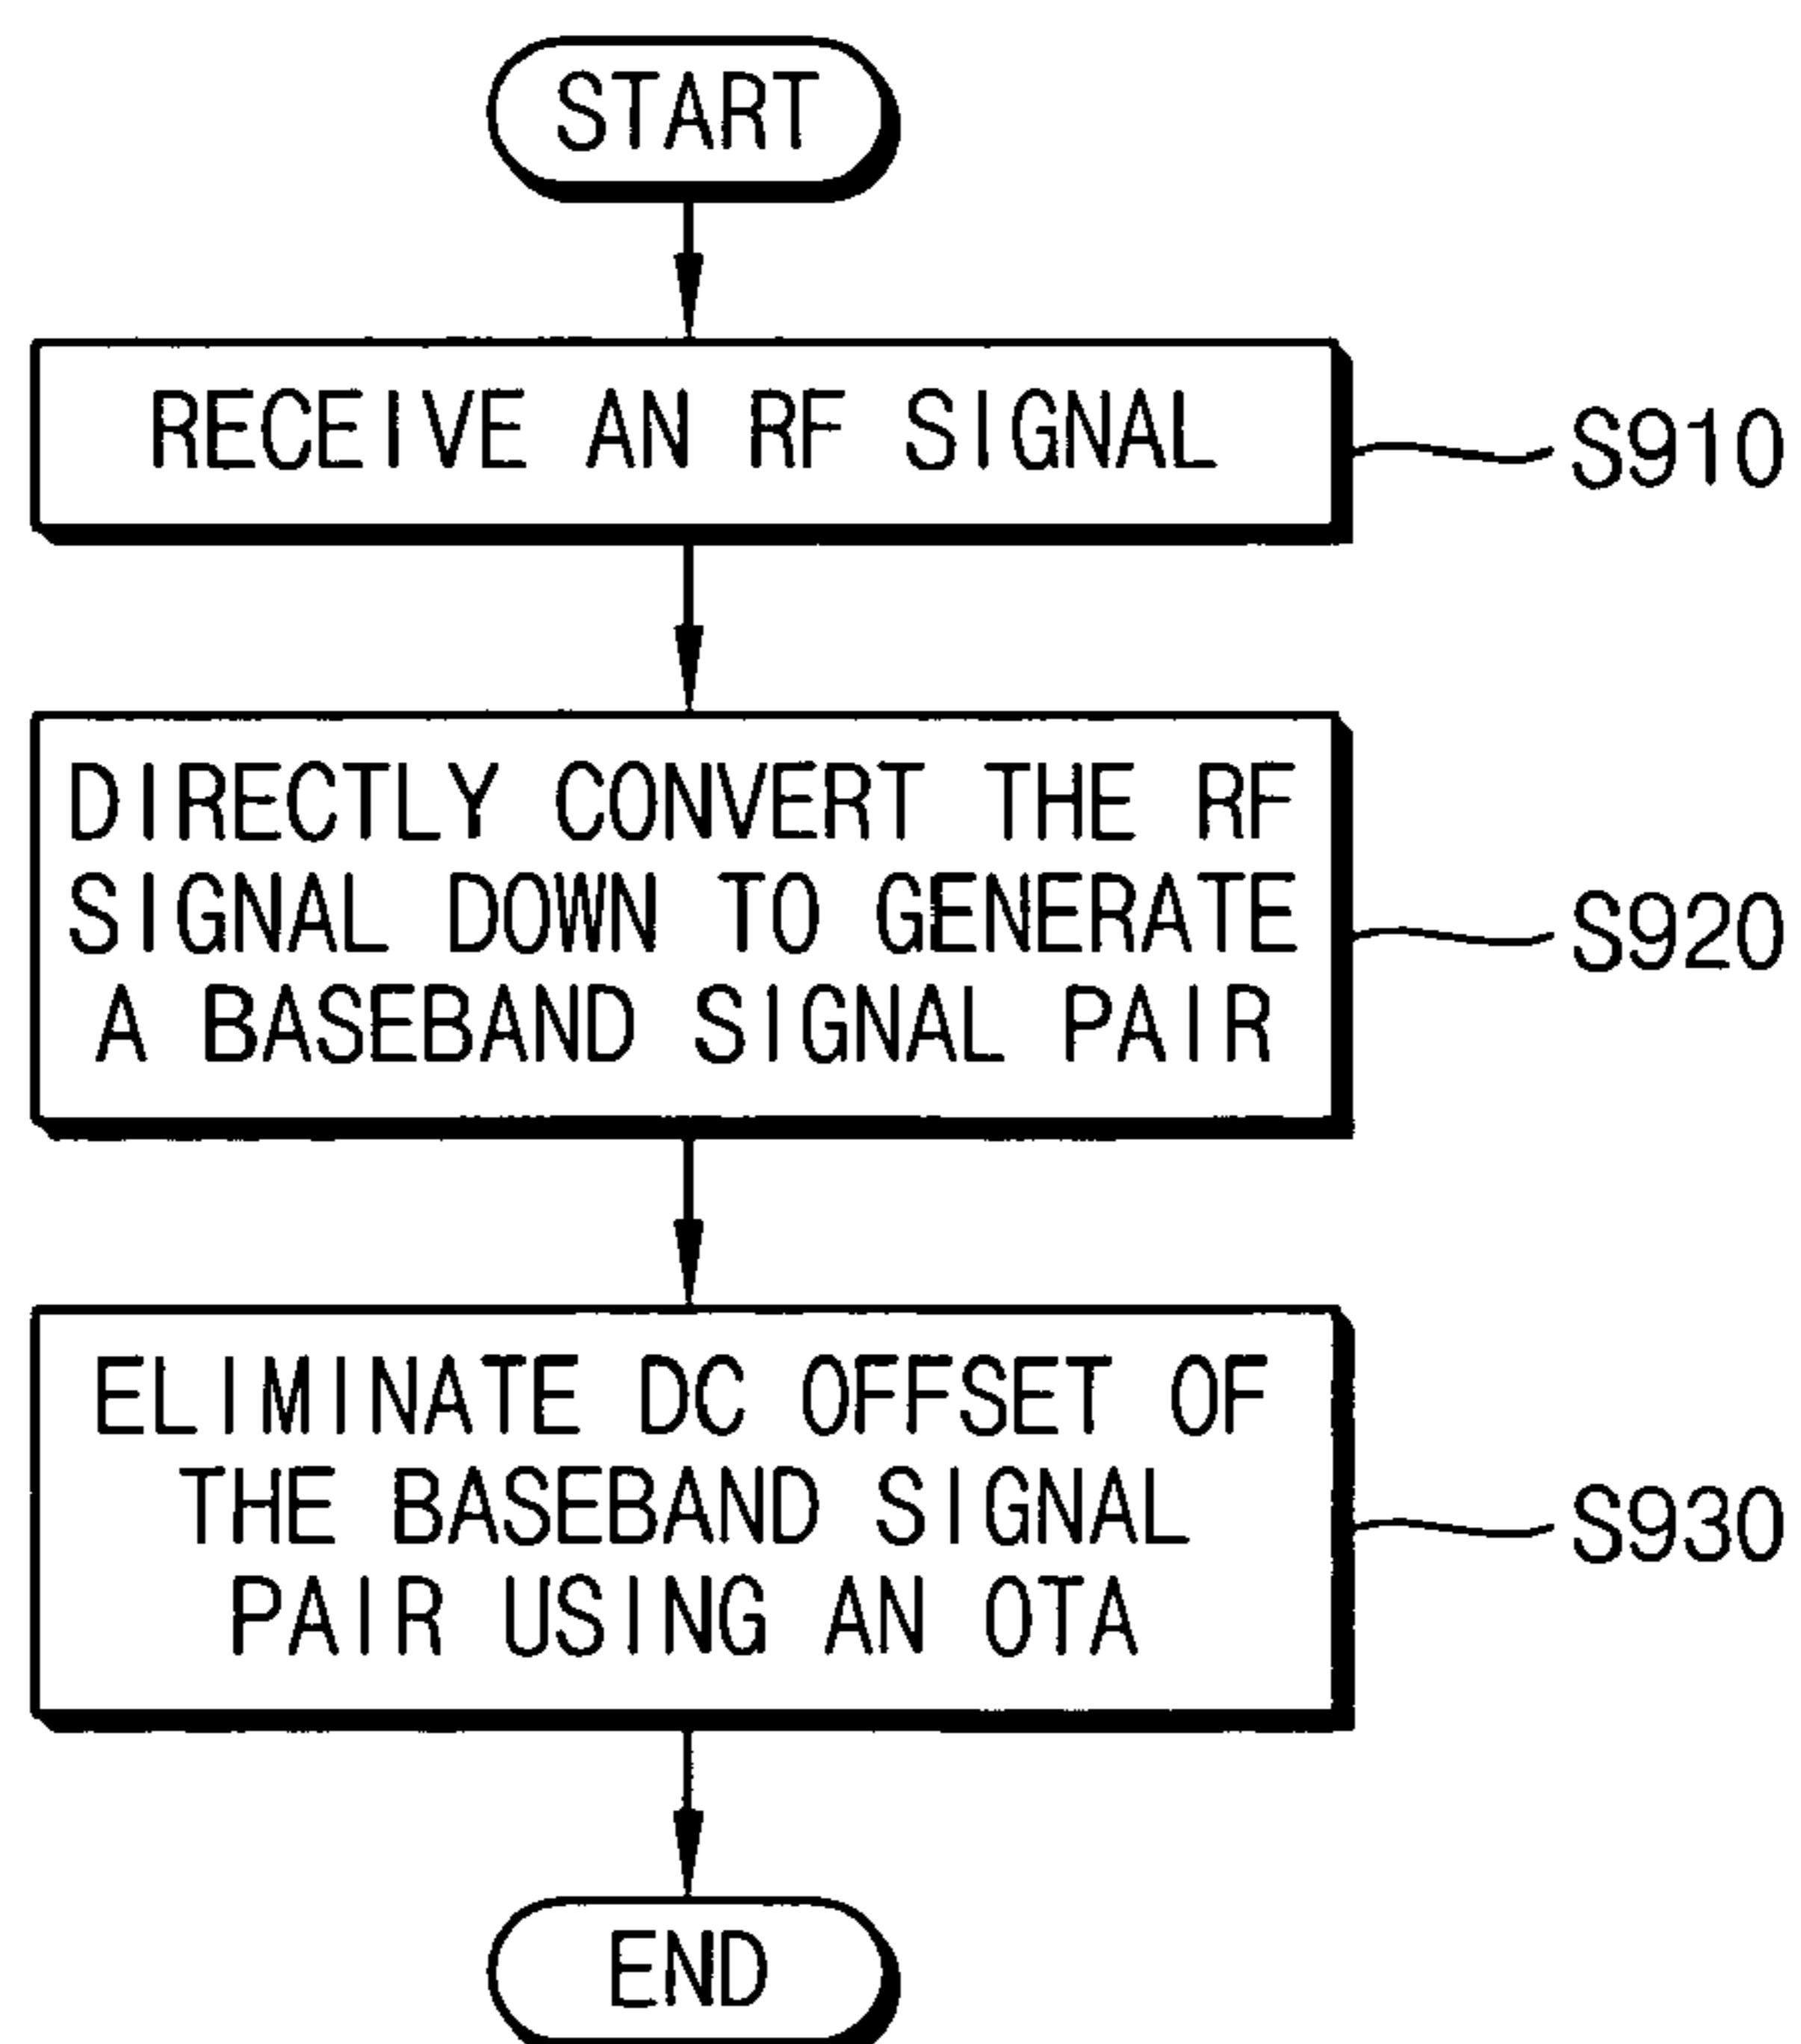 START
RECEIVE AN RF SIGNAL
S910
DIRECTLY CONVERT THE RF
SIGNAL DOWN TO GENERATE
A BASEBAND SIGNAL PAIR
S920
ELIMINATE DC OFFSET OF
THE BASEBAND SIGNAL
PAIR USING AN OTA
S930
END